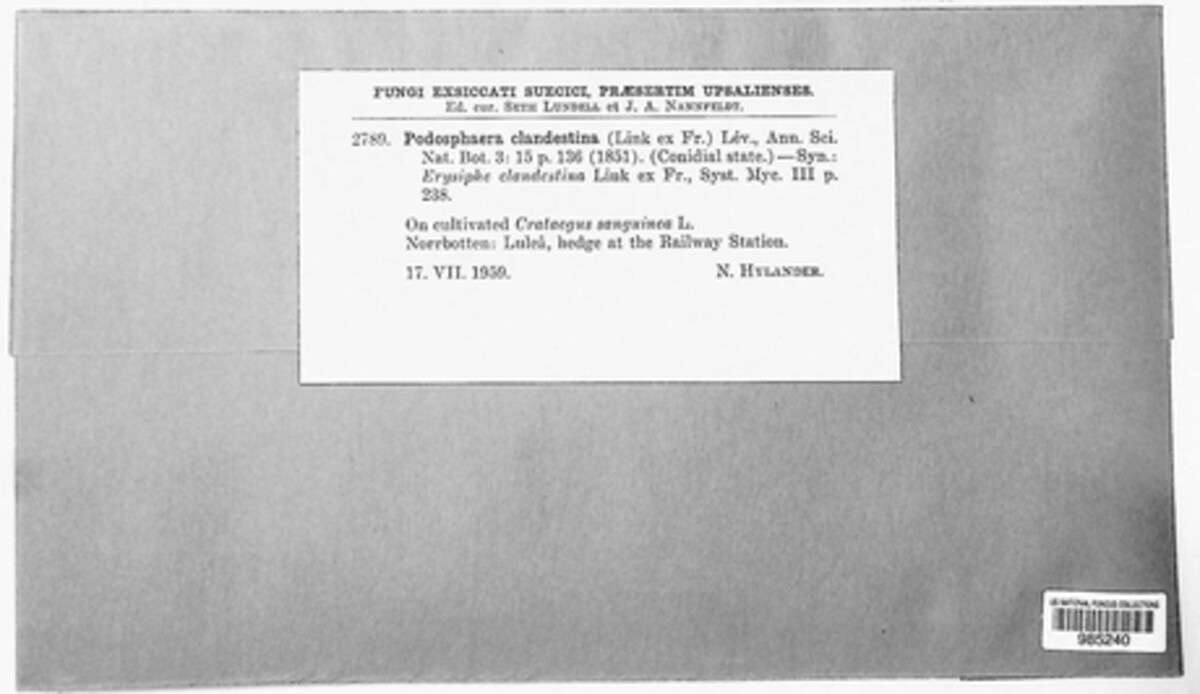 FUNGI EXSICCATI SUECICI, PRÆSERTIM UPSALIENSES.
Ed. cur. SETH LUNDELL et J. A. NANNFELDT.
2789. Podosphaera clandestina (Link ex Fr.) Lév., Ann. Sci.
Nat. Bot. 3: 15 p. 136 (1851). (Conidial state.) — Syn.:
Erysiphe clandestina Link ex Fr., Syst. Myc. III p.
238.
On cultivated Crataegus sanguinea L.
Norrbotten: Luleå, hedge at the Railway Station.
17. VII. 1959. N. HYLANDER.
US NATIONAL FUNGUS COLLECTIONS
985240